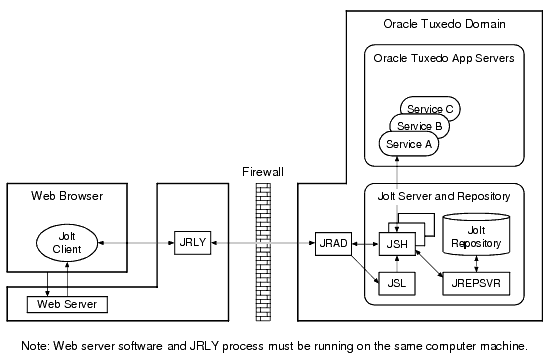 Oracle Tuxedo Domain
Oracle Tuxedo App Servers
Service C
Service B
Service A
Firewall
Web Browser
Jolt Server and Repository
Jolt
Client
JRLY
JRAD
JSH
Jolt
Repository
JSL
JREPSVR
Web Server
Note: Web server software and JRLY process must be running on the same computer machine.